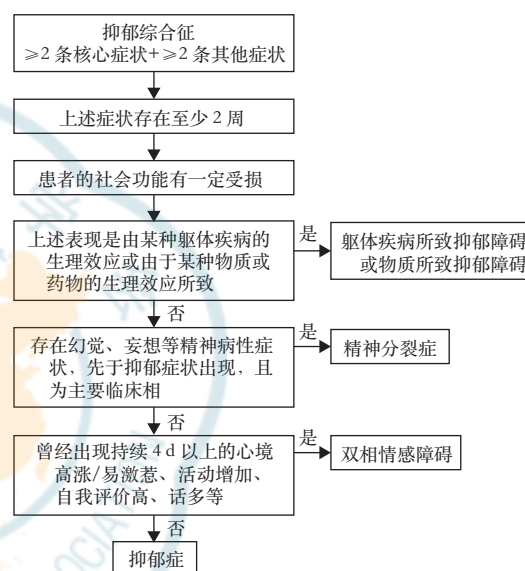 抑郁综合征
≥2 条核心症状+≥2 条其他症状
上述症状存在至少 2 周
患者的社会功能有一定受损
上述表现是由某种躯体疾病的
生理效应或由于某种物质或
药物的生理效应所致
是
躯体疾病所致抑郁障碍
或物质所致抑郁障碍
否
存在幻觉、妄想等精神病性症
状，先于抑郁症状出现，且
为主要临床相
是
精神分裂症
否
曾经出现持续 4 d 以上的心境
高涨/易激惹、活动增加、
自我评价高、话多等
是
双相情感障碍
否
抑郁症